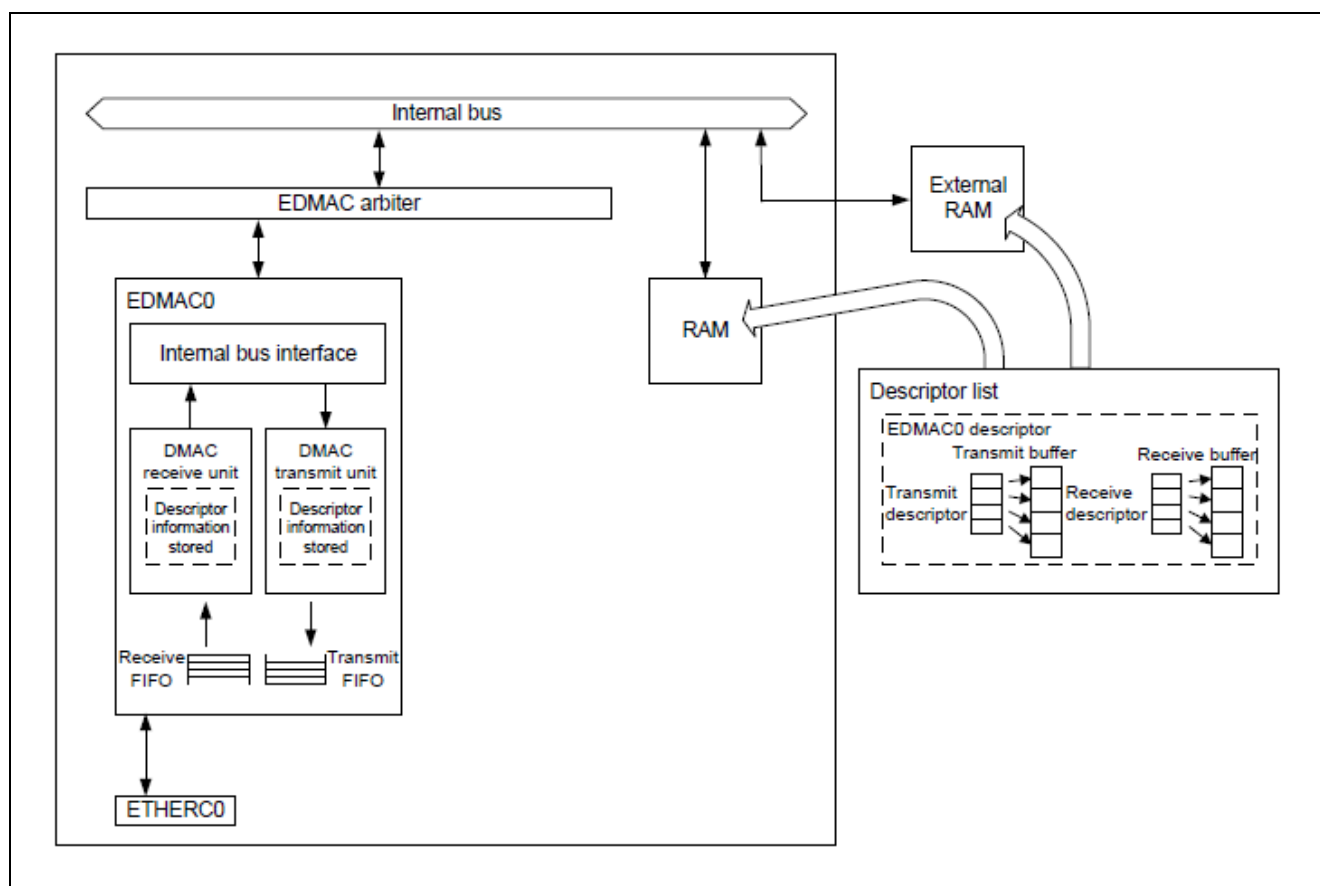 Internal bus
EDMAC arbiter
External
RAM
EDMAC0
Internal bus interface
RAM
DMAC
receive unit
Descriptor
information
stored
DMAC
transmit unit
Descriptor
information
stored
Receive
FIFO
Transmit
FIFO
ETHERC0
Descriptor list
EDMAC0 descriptor
Transmit buffer
Receive buffer
Transmit
descriptor
Receive
descriptor